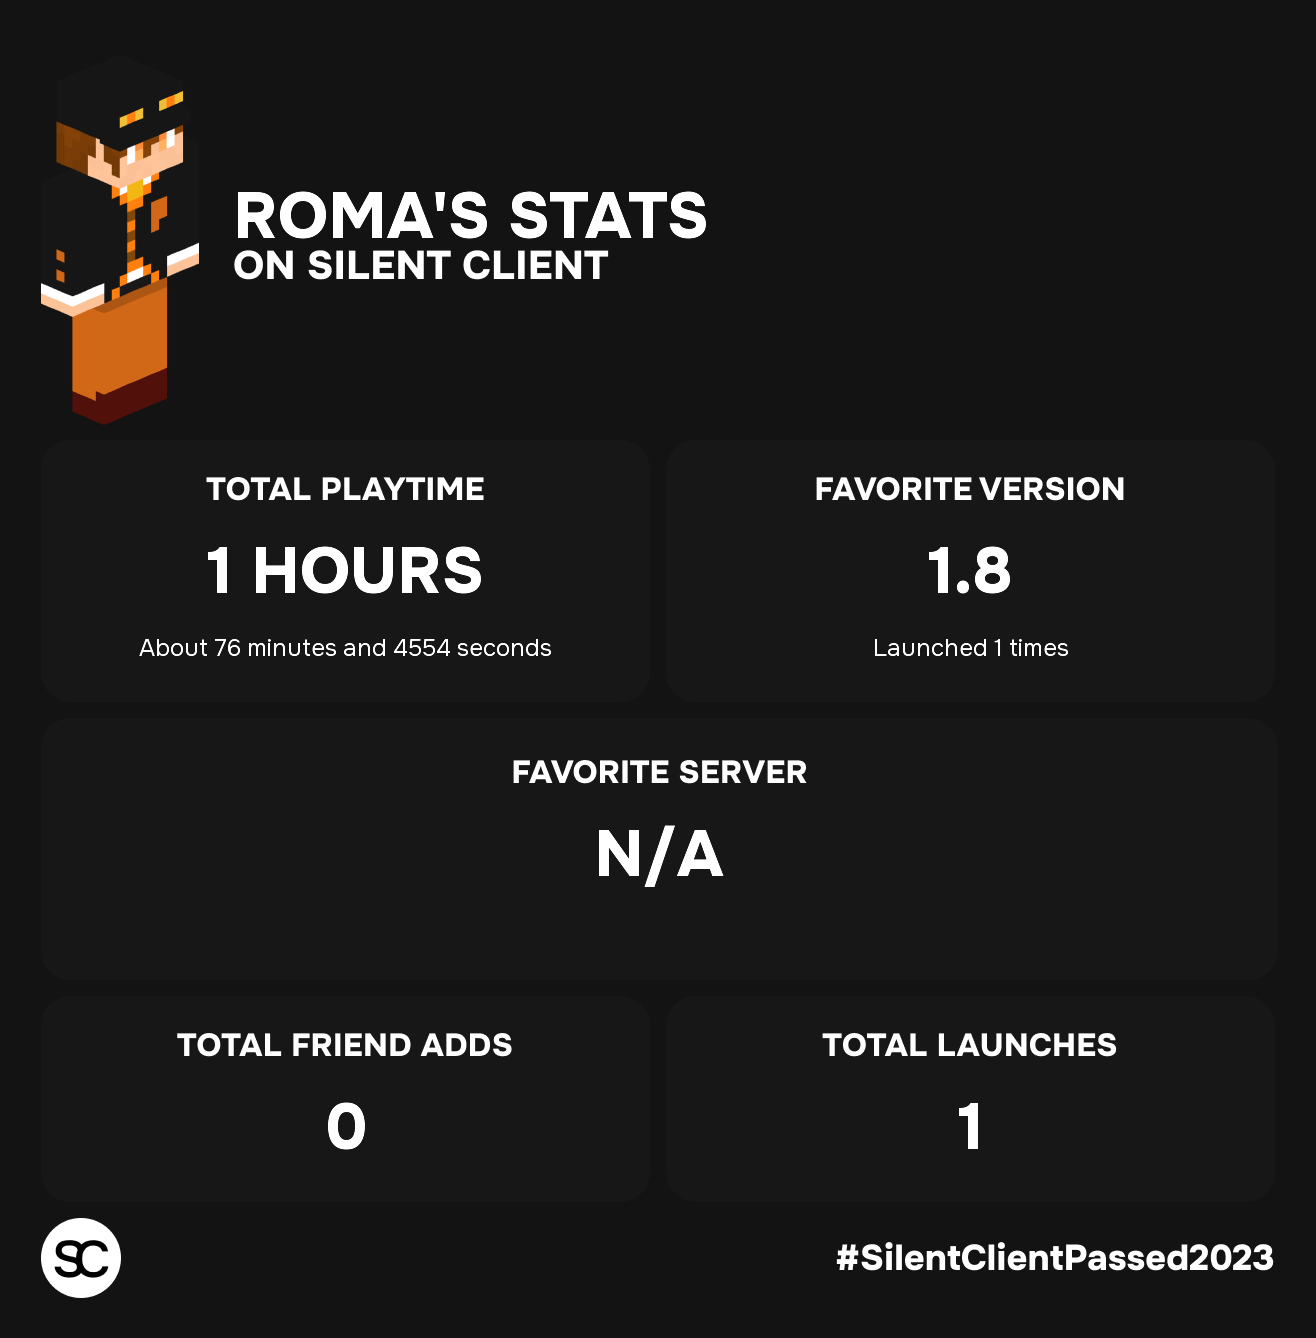 ROMA'S STATS
ON SILENT CLIENT
TOTAL PLAYTIME
1 HOURS
About 76 minutes and 4554 seconds
FAVORITE VERSION
1.8
Launched 1 times
FAVORITE SERVER
N/A
TOTAL FRIEND ADDS
0
TOTAL LAUNCHES
1
SC
#SilentClientPassed2023